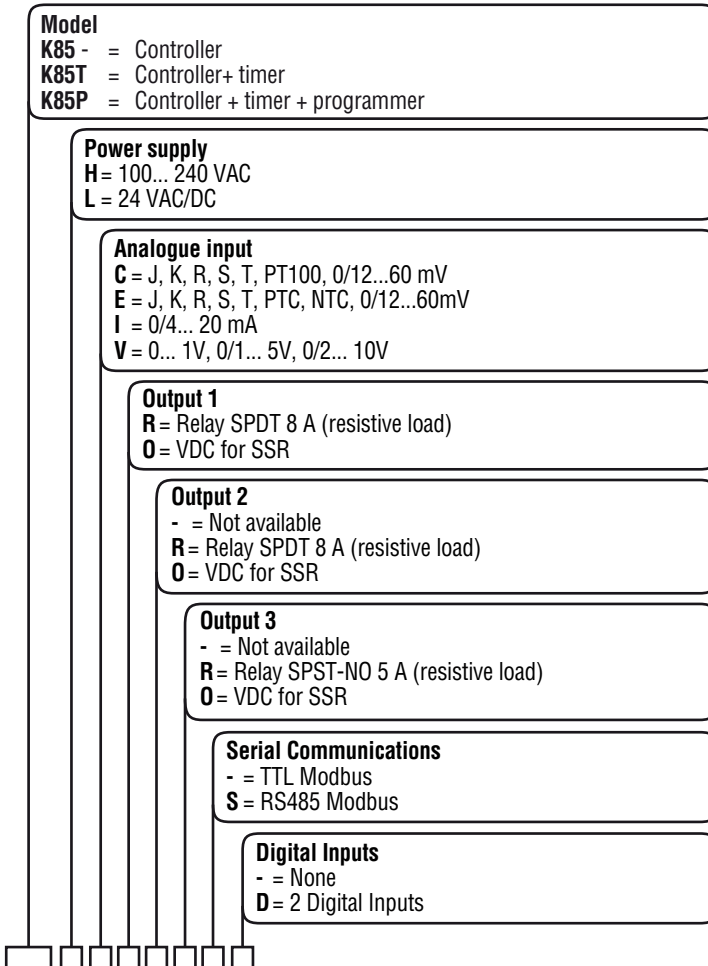 Model
K85 - = Controller
K85T = Controller+ timer
K85P = Controller + timer + programmer
Power supply
H = 100... 240 VAC
L = 24 VAC/DC
Analogue input
C = J, K, R, S, T, PT100, 0/12...60 mV
E = J, K, R, S, T, PTC, NTC, 0/12...60mV
I = 0/4... 20 mA
V = 0... 1V, 0/1... 5V, 0/2... 10V
Output 1
R = Relay SPDT 8 A (resistive load)
O = VDC for SSR
Output 2
- = Not available
R = Relay SPDT 8 A (resistive load)
O = VDC for SSR
Output 3
- = Not available
R = Relay SPST-NO 5 A (resistive load)
O = VDC for SSR
Serial Communications
- = TTL Modbus
S = RS485 Modbus
Digital Inputs
- = None
D = 2 Digital Inputs